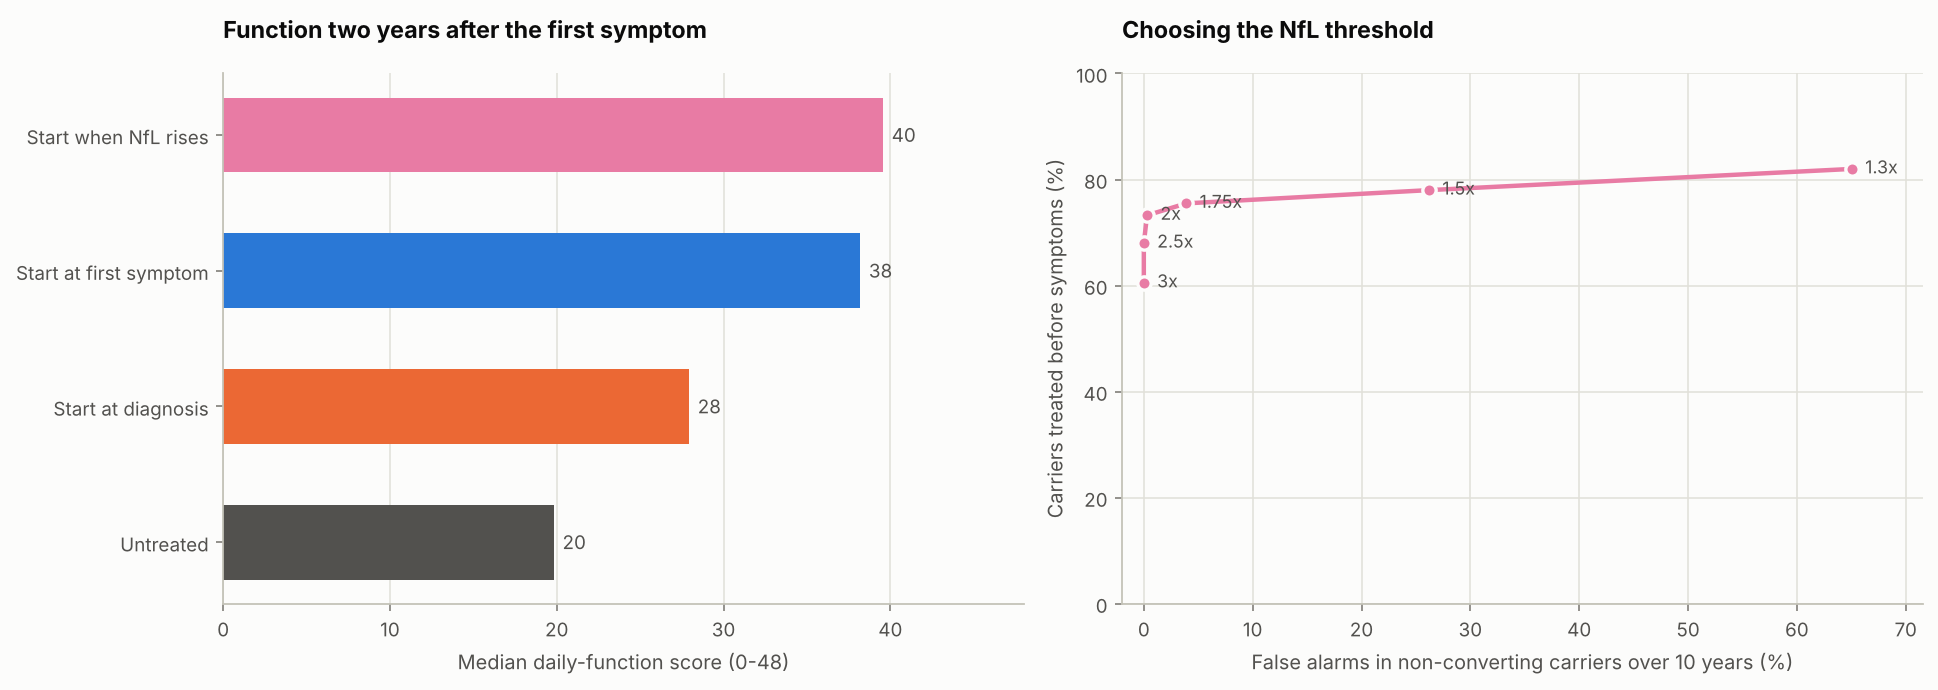 Function two years after the first symptom
Start when NfL rises
40
Start at first symptom
38
Start at diagnosis
28
Untreated
20
0 10 20 30 40
Median daily-function score (0-48)
Choosing the NfL threshold
Carriers treated before symptoms (%)
100
80
60
40
20
0
1.3x
1.5x
1.75x
2x
2.5x
3x
0 10 20 30 40 50 60 70
False alarms in non-converting carriers over 10 years (%)